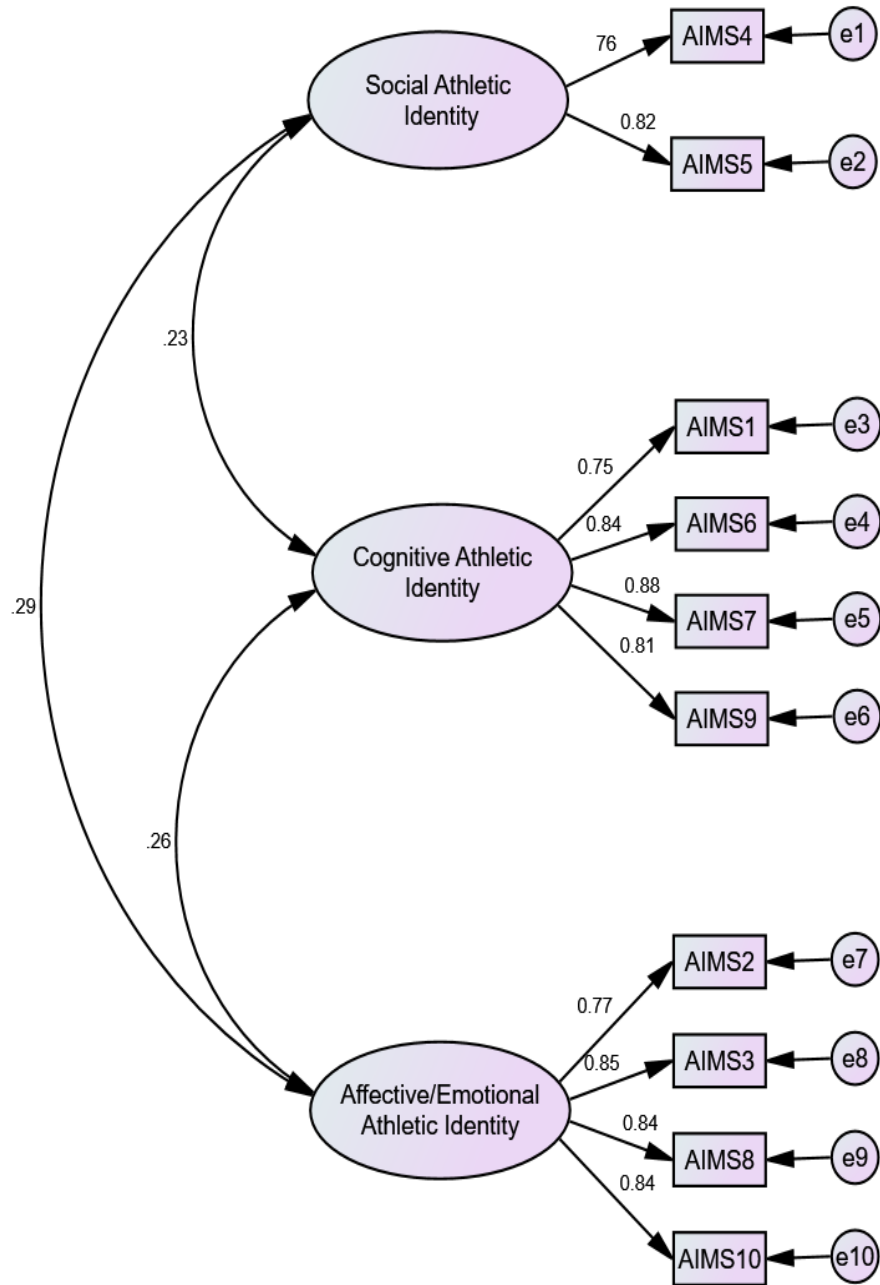 AIMS4
e1
76
Social Athletic
Identity
0.82
AIMS5
e2
.23
AIMS1
e3
0.75
AIMS6
e4
0.84
Cognitive Athletic
Identity
0.88
AIMS7
e5
.29
0.81
AIMS9
e6
.26
AIMS2
e7
0.77
AIMS3
e8
0.85
Affective/Emotional
Athletic Identity
0.84
AIMS8
e9
0.84
AIMS10
e10